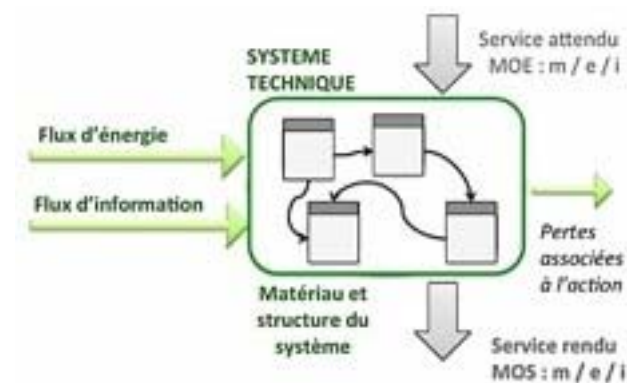 Service attendu
MOE : m / e / i
SYSTEME
TECHNIQUE
Flux d'énergie
Flux d'information
Pertes
associées
à l'action
Matériau et
structure du
système
Service rendu
MOS : m / e / i